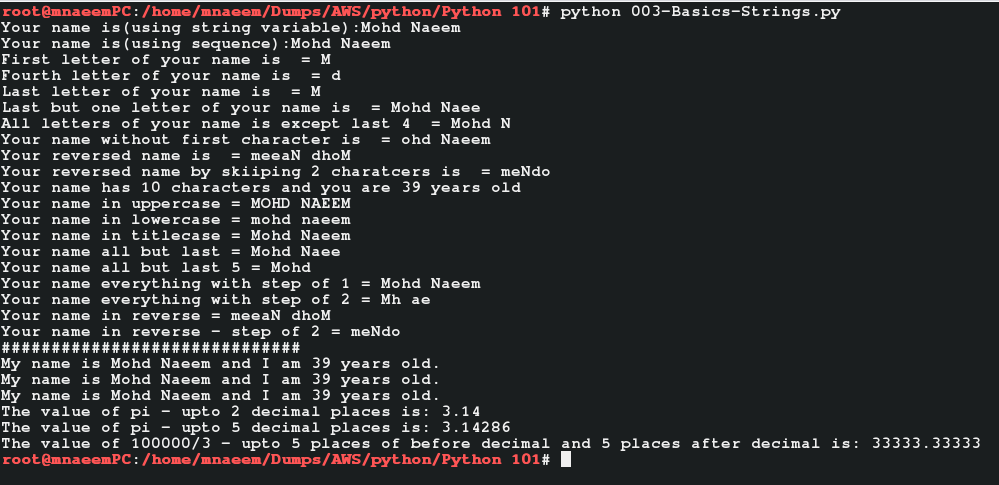 root@mnaeemPC:/home/mnaeem/Dumps/AWS/python/Python 101# python 003-Basics-Strings.py
Your name is(using string variable):Mohd Naeem
Your name is(using sequence):Mohd Naeem
First letter of your name is  = M
Fourth letter of your name is  = d
Last letter of your name is  = M
Last but one letter of your name is  = Mohd Naee
All letters of your name is except last 4  = Mohd N
Your name without first character is  = ohd Naeem
Your reversed name is  = meeaN dhoM
Your reversed name by skiiping 2 charatcers is  = meNdo
Your name has 10 characters and you are 39 years old
Your name in uppercase = MOHD NAEEM
Your name in lowercase = mohd naeem
Your name in titlecase = Mohd Naeem
Your name all but last = Mohd Naee
Your name all but last 5 = Mohd
Your name everything with step of 1 = Mohd Naeem
Your name everything with step of 2 = Mh ae
Your name in reverse = meeaN dhoM
Your name in reverse - step of 2 = meNdo
##############################
My name is Mohd Naeem and I am 39 years old.
My name is Mohd Naeem and I am 39 years old.
My name is Mohd Naeem and I am 39 years old.
The value of pi - upto 2 decimal places is: 3.14
The value of pi - upto 5 decimal places is: 3.14286
The value of 100000/3 - upto 5 places of before decimal and 5 places after decimal is: 33333.33333
root@mnaeemPC:/home/mnaeem/Dumps/AWS/python/Python 101#